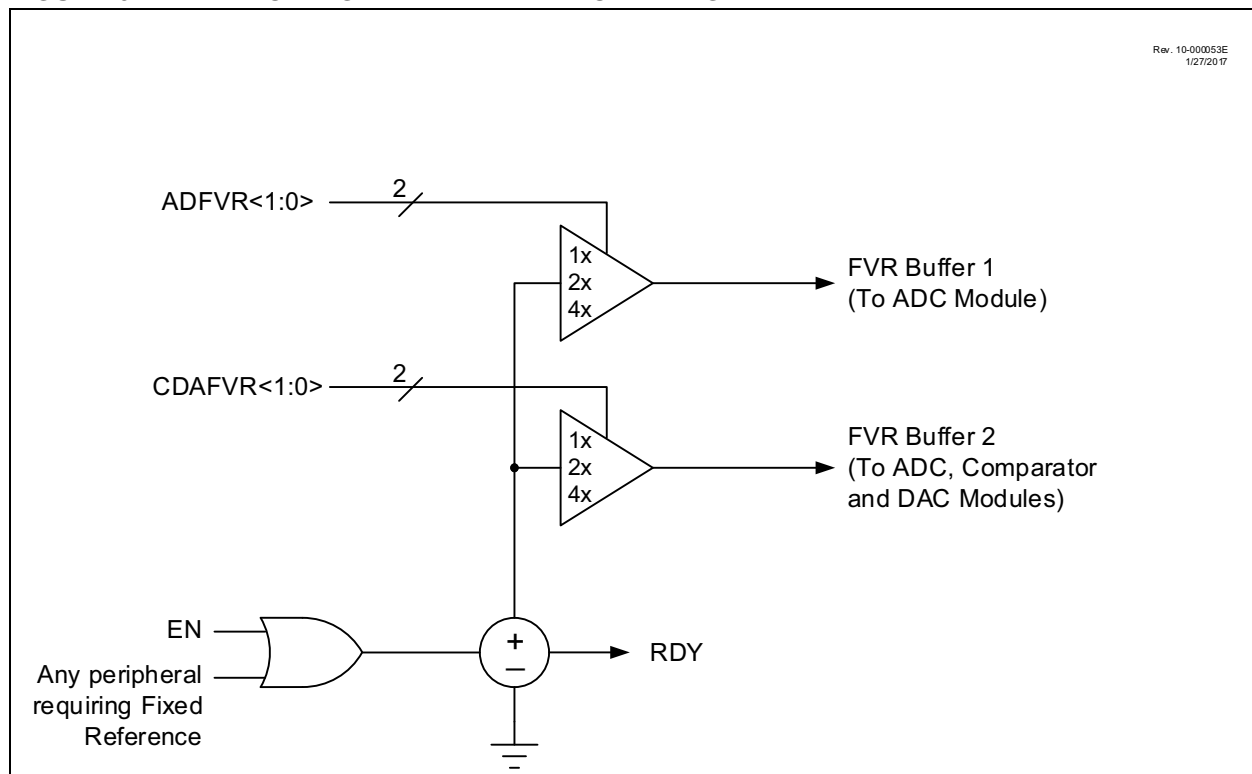 Rev. 10-000053E
1/27/2017
2
ADFVR<1:0>
1x
2x
4x
FVR Buffer 1
(To ADC Module)
2
CDAFVR<1:0>
1x
2x
4x
FVR Buffer 2
(To ADC, Comparator
and DAC Modules)
EN
Any peripheral
requiring Fixed
Reference
+
–
RDY